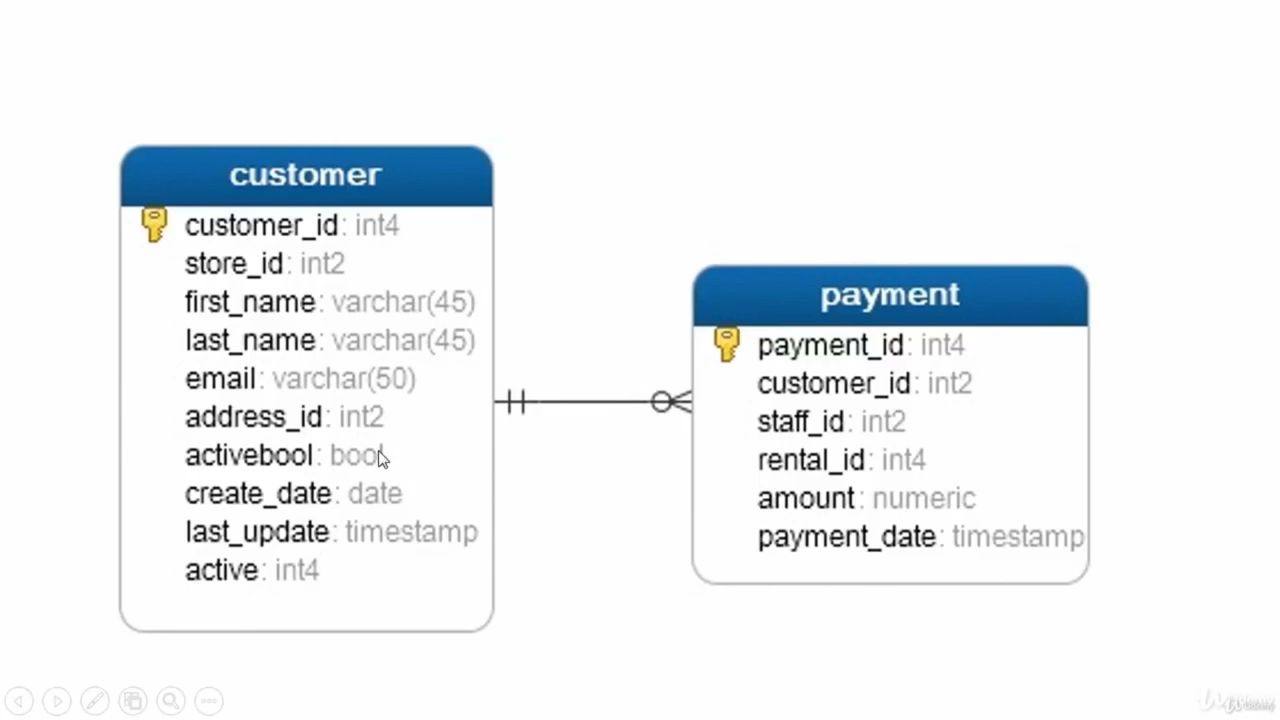 customer
customer_id: int4
store_id: int2
first_name: varchar(45)
last_name: varchar(45)
email: varchar(50)
address_id: int2
activebool: bool
create_date: date
last_update: timestamp
active: int4
payment
payment_id: int4
customer_id: int2
staff_id: int2
rental_id: int4
amount: numeric
payment_date: timestamp